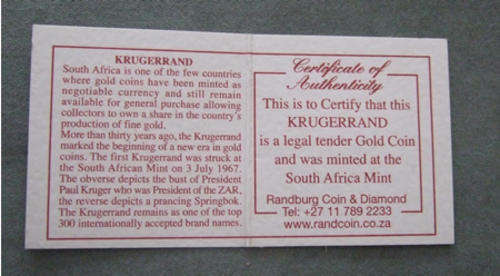 KRUGERRAND
South Africa is one of the few countries
where gold coins have been minted as
negotiable currency and still remain
available for general purchase allowing
collectors to own a share in the country's
production of fine gold.
More than thirty years ago, the Krugerrand
marked the beginning of a new era in gold
coins. The first Krugerrand was struck at
the South African Mint on 3 July 1967.
The obverse depicts the bust of President
Paul Kruger who was President of the ZAR,
the reverse depicts a prancing Springbok.
The Krugerrand remains as one of the top
300 internationally accepted brand names.
Certificate of
Authenticity
This is to Certify that this
KRUGERRAND
is a legal tender Gold Coin
and was minted at the
South Africa Mint
Randburg Coin & Diamond
Tel: +27 11 789 2233
www.randcoin.co.za